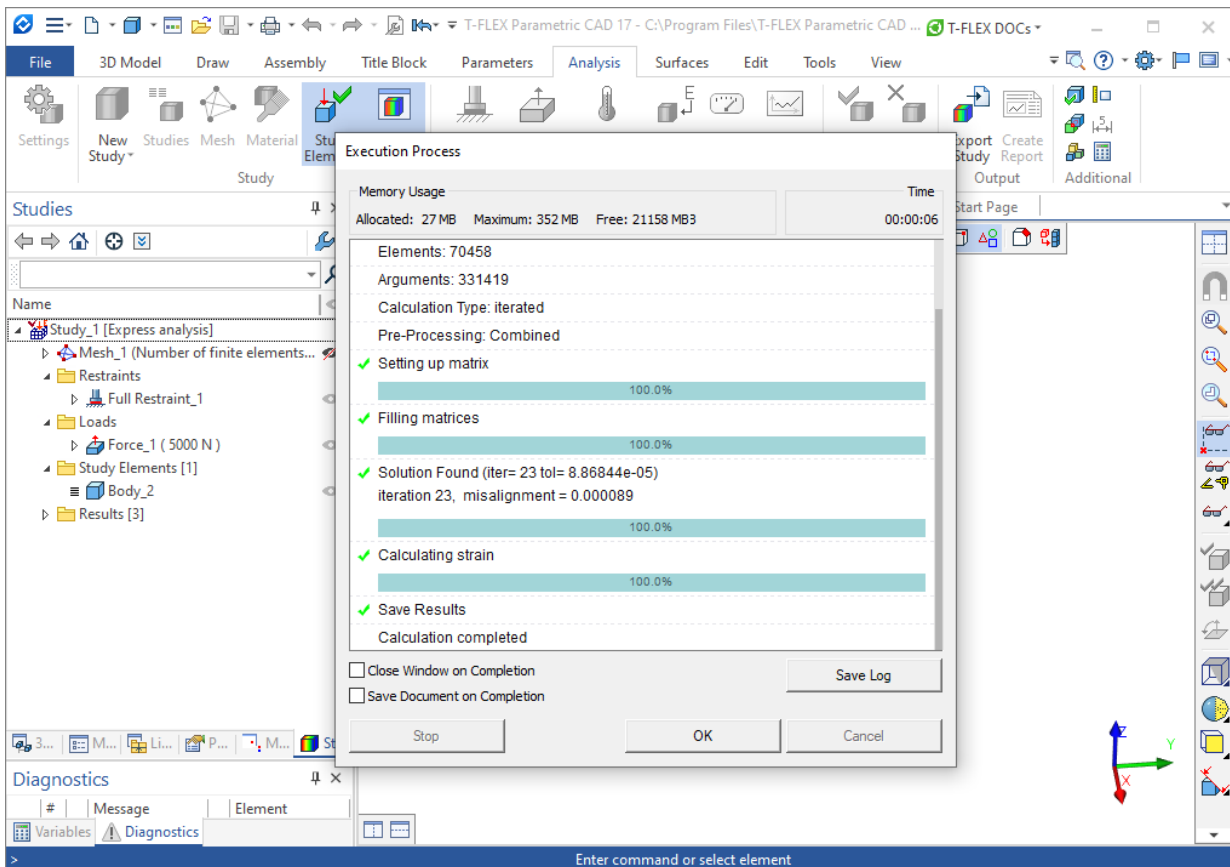 T-FLEX Parametric CAD 17 - C:\Program Files\T-FLEX Parametric CAD ... T-FLEX DOCs
File 3D Model Draw Assembly Title Block Parameters Analysis Surfaces Edit Tools View
Settings New Study Studies Mesh Material Stu Elem xport Study Create Report
Study Output Additional
Studies
Start Page
Name
Study_1 [Express analysis]
Mesh_1 (Number of finite elements...
Restraints
Full Restraint_1
Loads
Force_1 ( 5000 N )
Study Elements [1]
Body_2
Results [3]
3... M... Li... P... M... St
Diagnostics
# Message Element
Variables Diagnostics
Execution Process
Memory Usage Time
Allocated: 27 MB Maximum: 352 MB Free: 21158 MB3 00:00:06
Elements: 70458
Arguments: 331419
Calculation Type: iterated
Pre-Processing: Combined
Setting up matrix
100.0%
Filling matrices
100.0%
Solution Found (iter= 23 tol= 8.86844e-05)
iteration 23, misalignment = 0.000089
100.0%
Calculating strain
100.0%
Save Results
Calculation completed
Close Window on Completion
Save Log
Save Document on Completion
Stop OK Cancel
Z
Y
X
> Enter command or select element